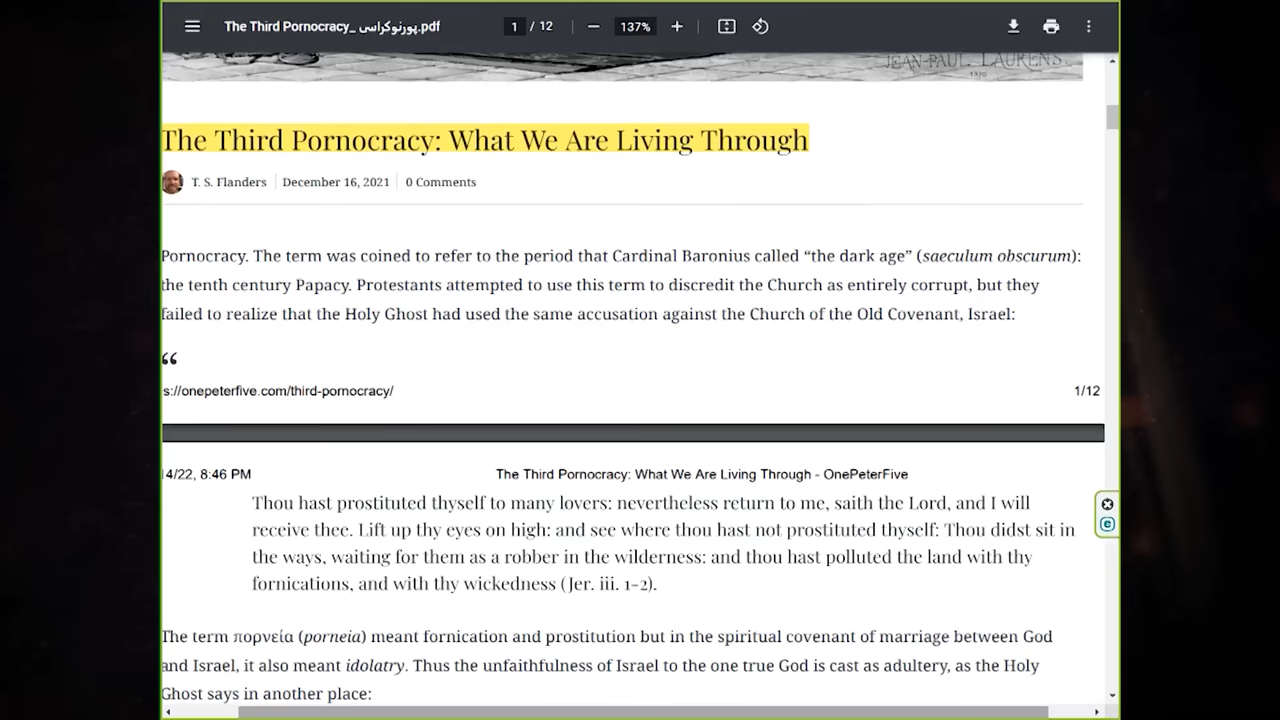 The Third Pornocracy_ پورنوکراسی.pdf
1 / 12
137%
JEAN-PAUL LAURENS.
The Third Pornocracy: What We Are Living Through
T. S. Flanders
December 16, 2021
0 Comments
Pornocracy. The term was coined to refer to the period that Cardinal Baronius called “the dark age” (saeculum obscurum):
the tenth century Papacy. Protestants attempted to use this term to discredit the Church as entirely corrupt, but they
failed to realize that the Holy Ghost had used the same accusation against the Church of the Old Covenant, Israel:
“
s://onepeterfive.com/third-pornocracy/
1/12
4/22, 8:46 PM
The Third Pornocracy: What We Are Living Through - OnePeterFive
Thou hast prostituted thyself to many lovers: nevertheless return to me, saith the Lord, and I will
receive thee. Lift up thy eyes on high: and see where thou hast not prostituted thyself: Thou didst sit in
the ways, waiting for them as a robber in the wilderness: and thou hast polluted the land with thy
fornications, and with thy wickedness (Jer. iii. 1-2).
The term πορνεία (porneia) meant fornication and prostitution but in the spiritual covenant of marriage between God
and Israel, it also meant idolatry. Thus the unfaithfulness of Israel to the one true God is cast as adultery, as the Holy
Ghost says in another place: